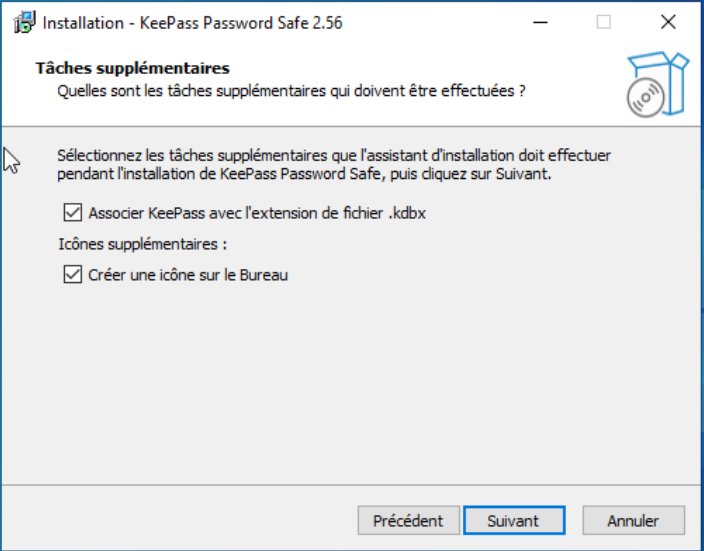 Installation - KeePass Password Safe 2.56
Tâches supplémentaires
Quelles sont les tâches supplémentaires qui doivent être effectuées ?
Sélectionnez les tâches supplémentaires que l'assistant d'installation doit effectuer
pendant l'installation de KeePass Password Safe, puis cliquez sur Suivant.
Associer KeePass avec l'extension de fichier .kdbx
Icônes supplémentaires :
Créer une icône sur le Bureau
Précédent Suivant Annuler